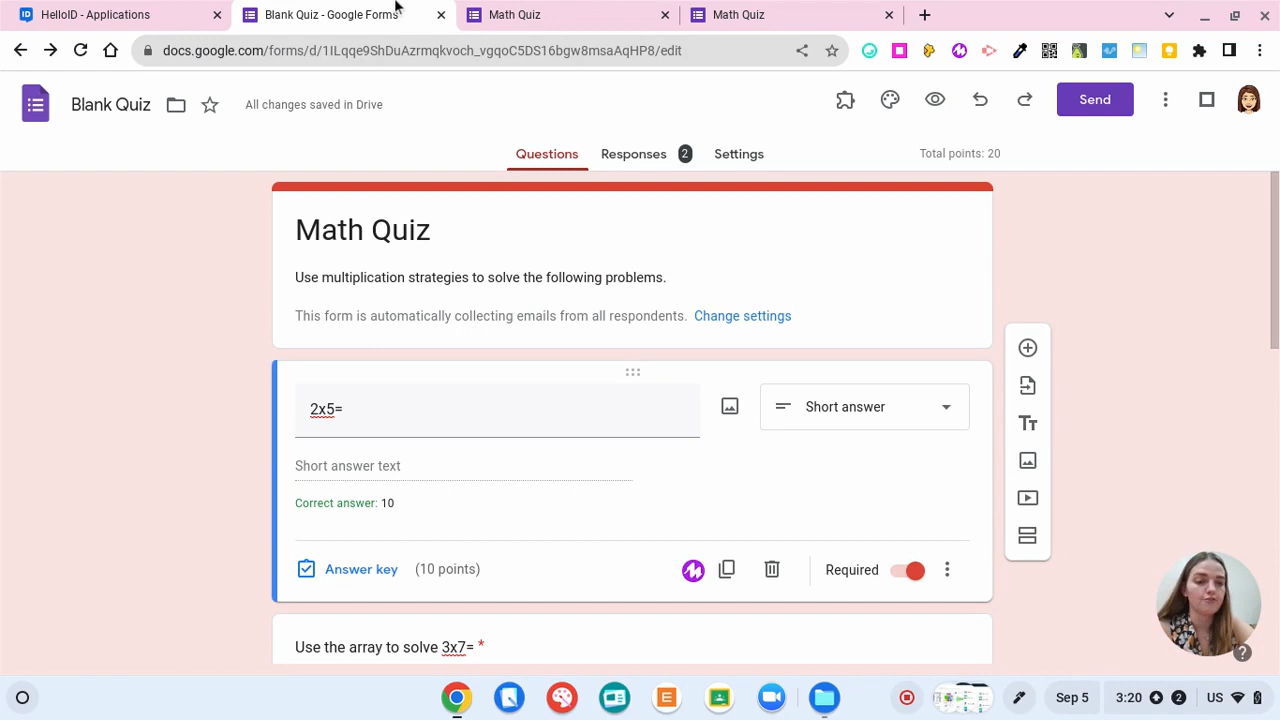 HelloID - Applications
Blank Quiz - Google Forms
Math Quiz
Math Quiz
docs.google.com/forms/d/1ILqqe9ShDuAzrmqkvoch_vgqoC5DS16bgw8msaAqHP8/edit
Blank Quiz
All changes saved in Drive
Send
Questions
Responses
2
Settings
Total points: 20
Math Quiz
Use multiplication strategies to solve the following problems.
This form is automatically collecting emails from all respondents. Change settings
2x5=
Short answer
Short answer text
Correct answer: 10
Answer key
(10 points)
Required
Use the array to solve 3x7= *
Sep 5
3:20
2
US